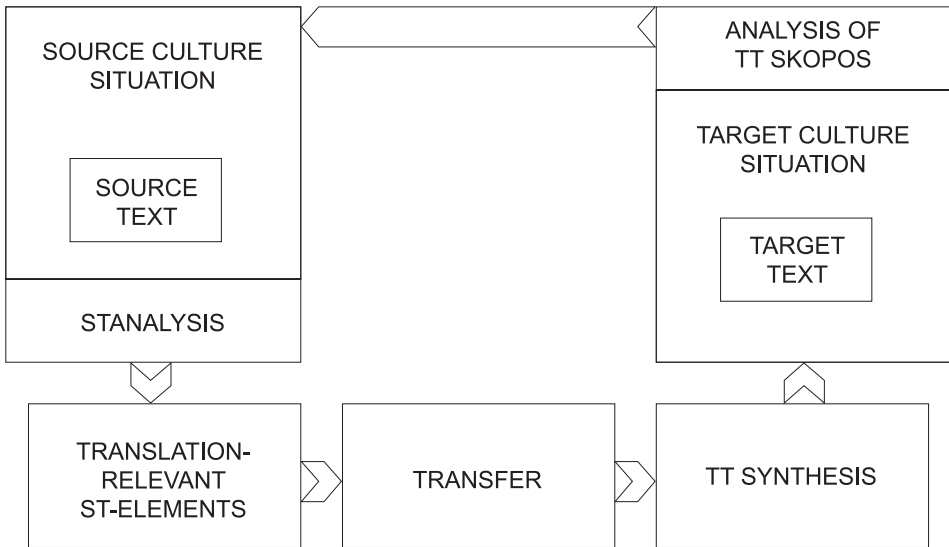 SOURCE CULTURE
SITUATION
SOURCE
TEXT
STANALYSIS
ANALYSIS OF
TT SKOPOS
TARGET CULTURE
SITUATION
TARGET
TEXT
TRANSLATION-
RELEVANT
ST-ELEMENTS
TRANSFER
TT SYNTHESIS